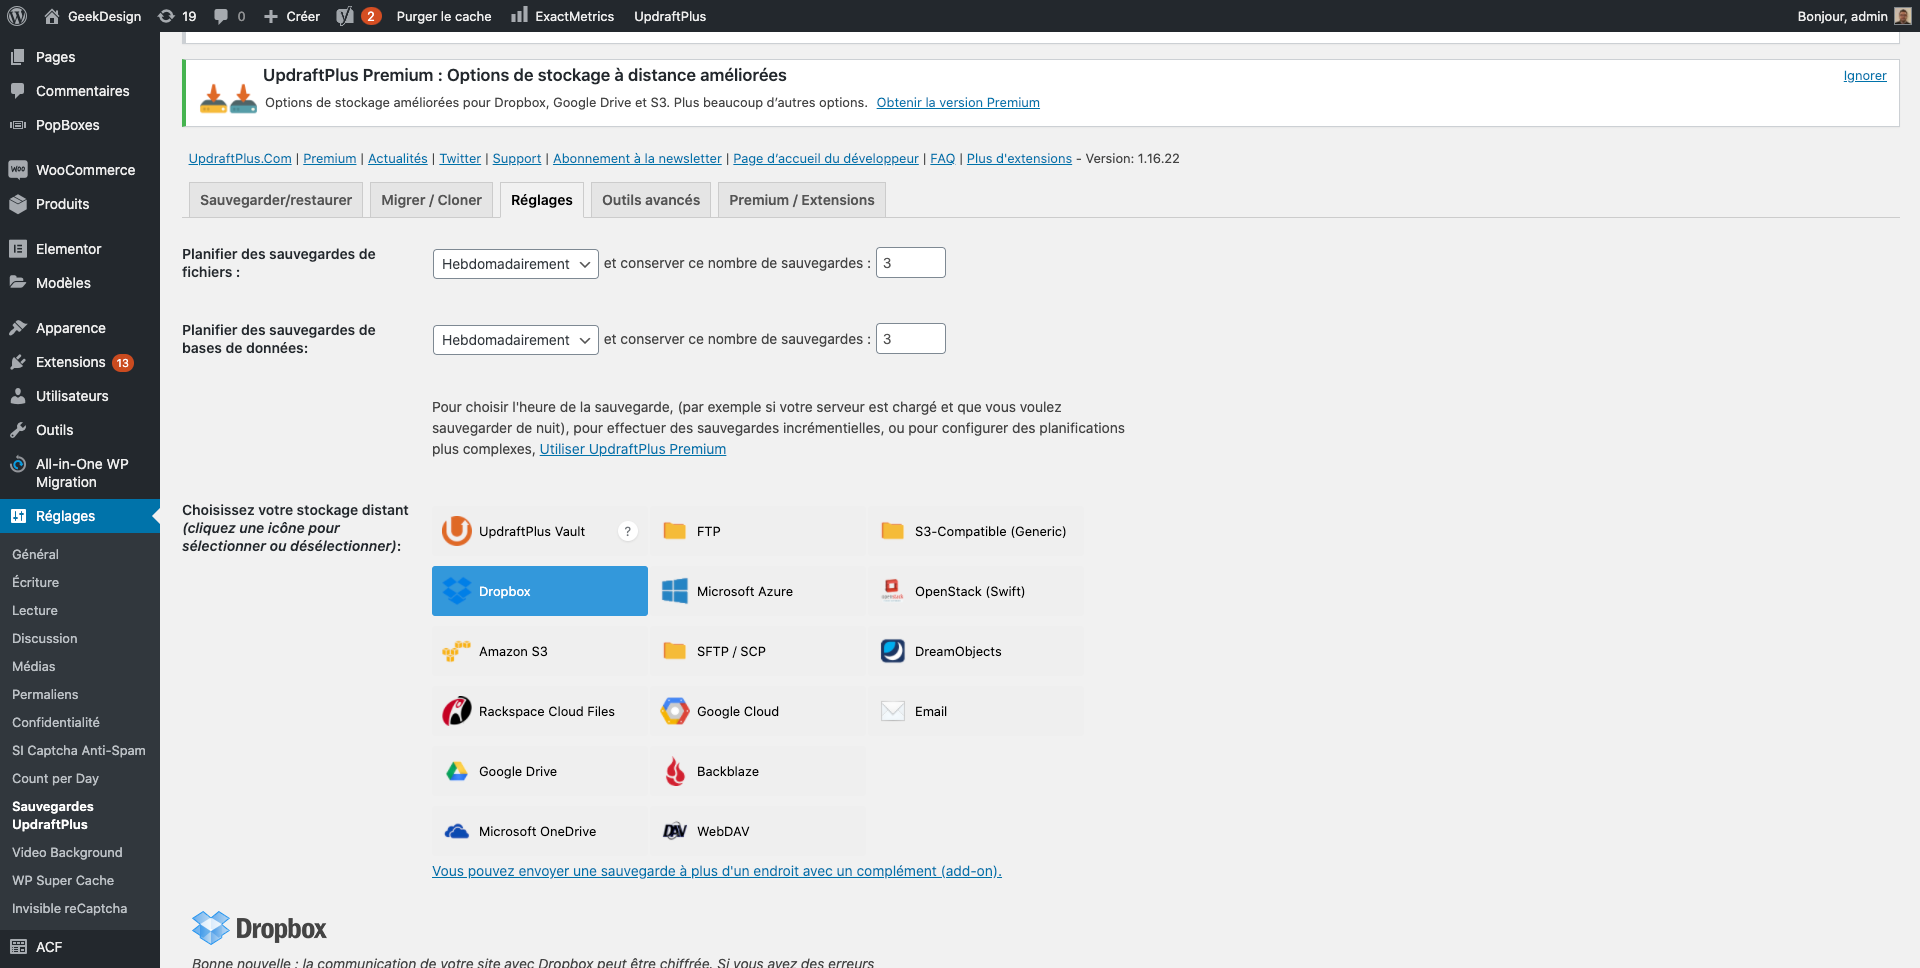 GeekDesign 19 0 Créer 2 Purger le cache ExactMetrics UpdraftPlus Bonjour, admin
Pages
Commentaires
PopBoxes
WooCommerce
Produits
Elementor
Modèles
Apparence
Extensions 13
Utilisateurs
Outils
All-in-One WP
Migration
Réglages
Général
Écriture
Lecture
Discussion
Médias
Permaliens
Confidentialité
SI Captcha Anti-Spam
Count per Day
Sauvegardes
UpdraftPlus
Video Background
WP Super Cache
Invisible reCaptcha
ACF
UpdraftPlus Premium : Options de stockage à distance améliorées
Ignorer
Options de stockage améliorées pour Dropbox, Google Drive et S3. Plus beaucoup d’autres options. Obtenir la version Premium
UpdraftPlus.Com | Premium | Actualités | Twitter | Support | Abonnement à la newsletter | Page d’accueil du développeur | FAQ | Plus d'extensions - Version: 1.16.22
Sauvegarder/restaurer Migrer / Cloner Réglages Outils avancés Premium / Extensions
Planifier des sauvegardes de
fichiers :
Hebdomadairement et conserver ce nombre de sauvegardes : 3
Planifier des sauvegardes de
bases de données:
Hebdomadairement et conserver ce nombre de sauvegardes : 3
Pour choisir l'heure de la sauvegarde, (par exemple si votre serveur est chargé et que vous voulez
sauvegarder de nuit), pour effectuer des sauvegardes incrémentielles, ou pour configurer des planifications
plus complexes, Utiliser UpdraftPlus Premium
Choisissez votre stockage distant
(cliquez une icône pour
sélectionner ou désélectionner):
UpdraftPlus Vault ? FTP S3-Compatible (Generic)
Dropbox Microsoft Azure OpenStack (Swift)
Amazon S3 SFTP / SCP DreamObjects
Rackspace Cloud Files Google Cloud Email
Google Drive Backblaze
Microsoft OneDrive DAV WebDAV
Vous pouvez envoyer une sauvegarde à plus d'un endroit avec un complément (add-on).
Dropbox
Bonne nouvelle : la communication de votre site avec Dropbox peut être chiffrée. Si vous avez des erreurs